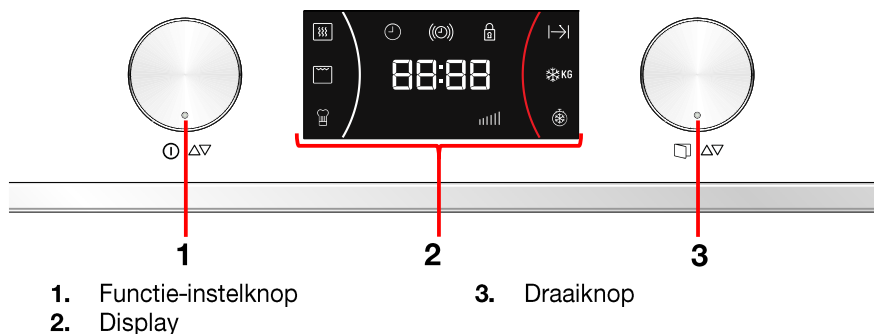 88:88
KG
1
2
3
1. Functie-instelknop
2. Display
3. Draaiknop